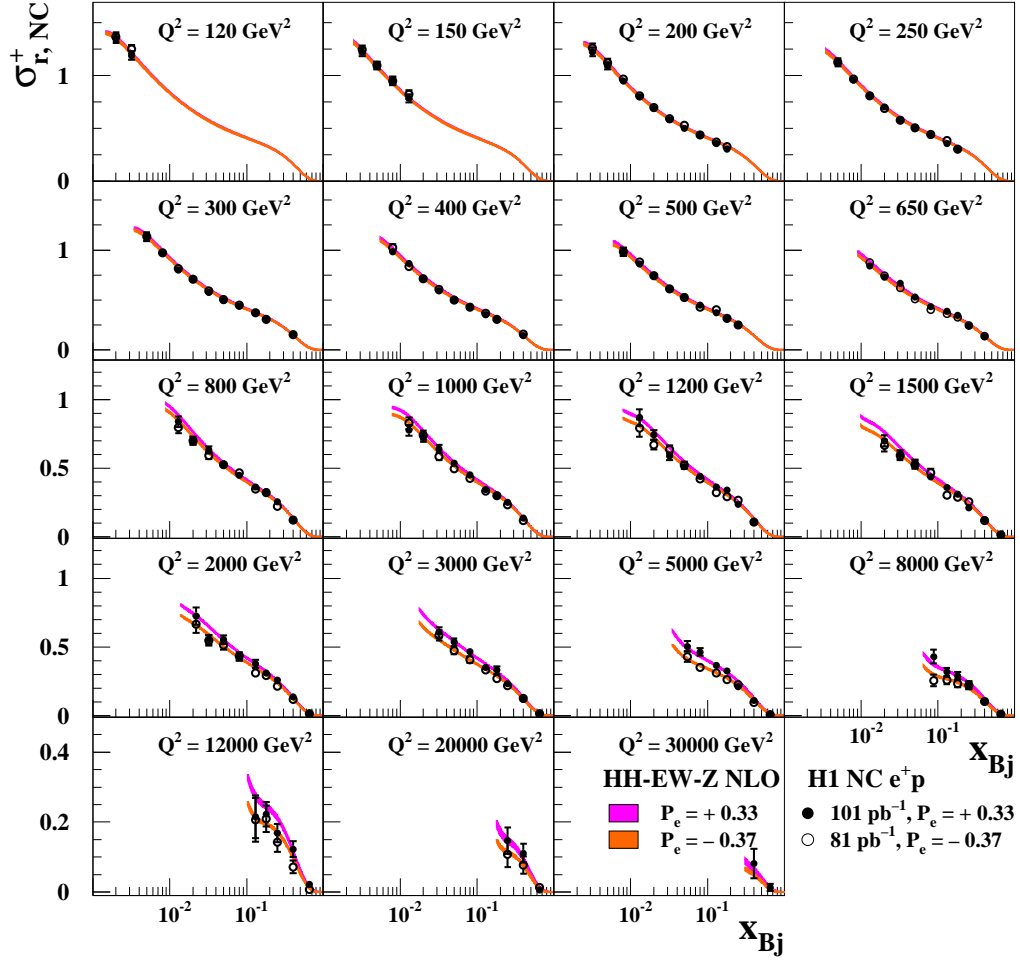 σ⁺r, NC
Q² = 120 GeV²
Q² = 150 GeV²
Q² = 200 GeV²
Q² = 250 GeV²
1
0
Q² = 300 GeV²
Q² = 400 GeV²
Q² = 500 GeV²
Q² = 650 GeV²
1
0
Q² = 800 GeV²
Q² = 1000 GeV²
Q² = 1200 GeV²
Q² = 1500 GeV²
1
0.5
0
Q² = 2000 GeV²
Q² = 3000 GeV²
Q² = 5000 GeV²
Q² = 8000 GeV²
1
0.5
0
10⁻² 10⁻¹
xBj
Q² = 12000 GeV²
Q² = 20000 GeV²
Q² = 30000 GeV²
0.4
0.2
0
HH-EW-Z NLO
Pe = + 0.33
Pe = − 0.37
H1 NC e⁺p
101 pb⁻¹, Pe = + 0.33
81 pb⁻¹, Pe = − 0.37
10⁻² 10⁻¹ 10⁻² 10⁻¹ 10⁻² 10⁻¹
xBj